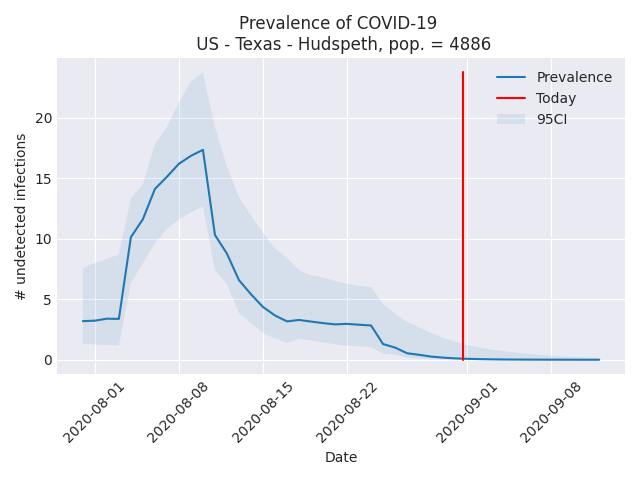 Prevalence of COVID-19
US - Texas - Hudspeth, pop. = 4886
Prevalence
Today
95CI
# undetected infections
20
15
10
5
0
2020-08-01
2020-08-08
2020-08-15
2020-08-22
2020-09-01
2020-09-08
Date